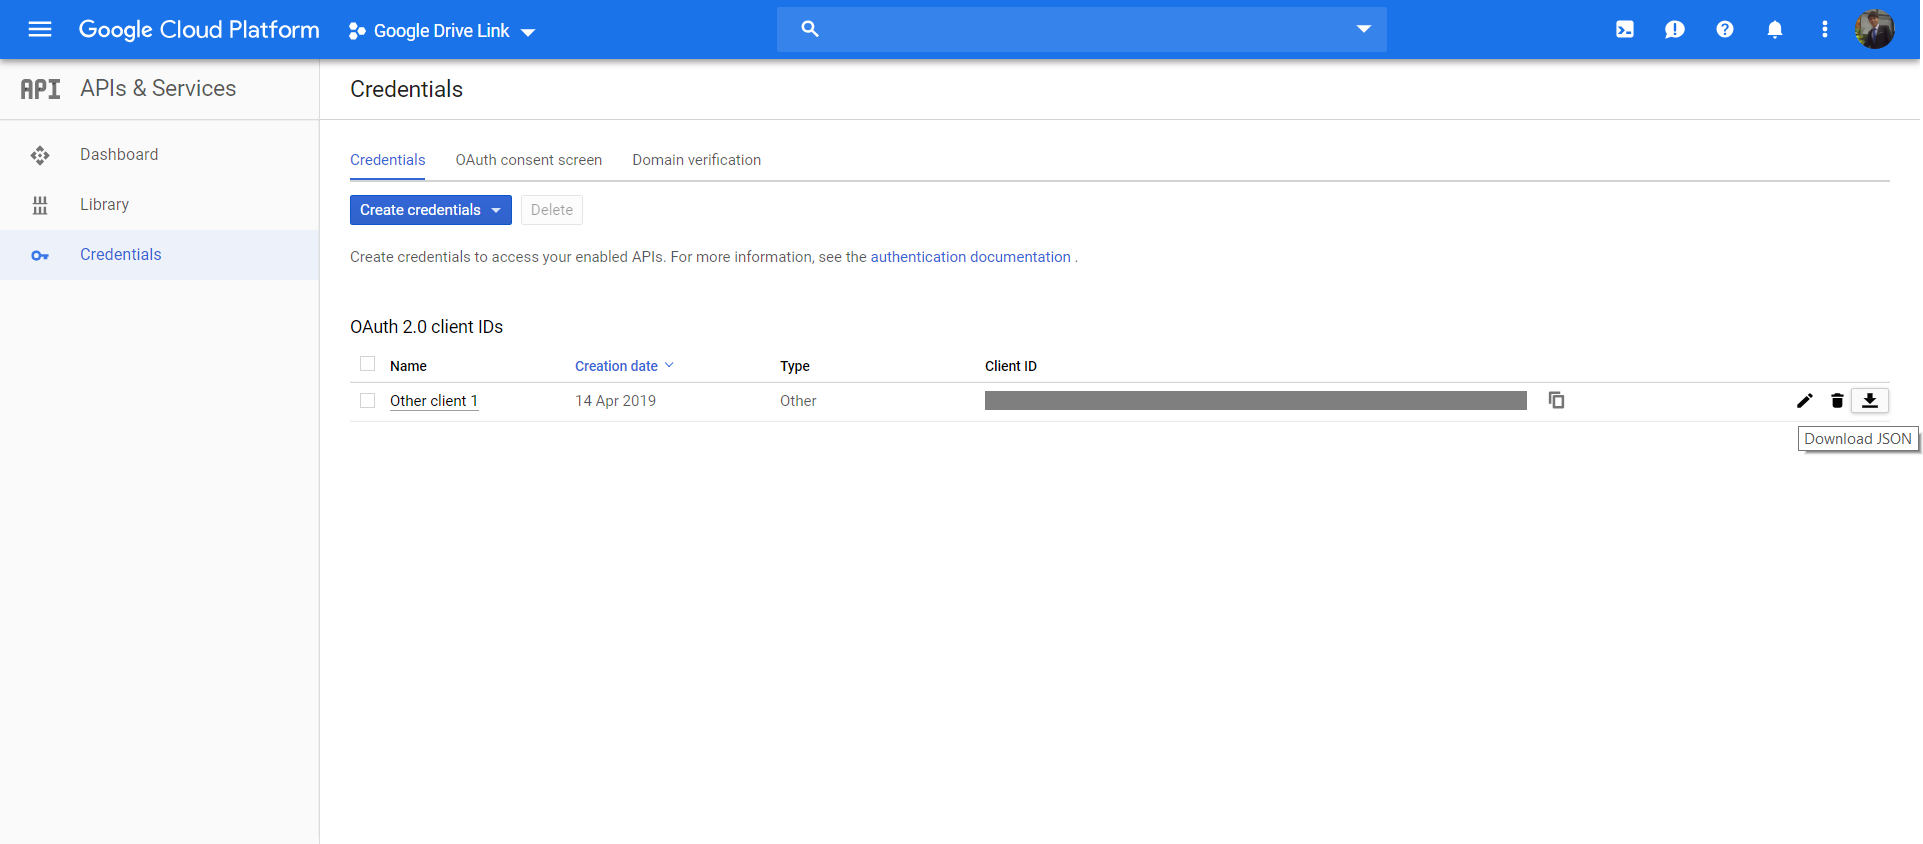 Google Cloud Platform
Google Drive Link
API APIs & Services
Credentials
Dashboard
Library
Credentials
Credentials OAuth consent screen Domain verification
Create credentials Delete
Create credentials to access your enabled APIs. For more information, see the authentication documentation .
OAuth 2.0 client IDs
Name Creation date Type Client ID
Other client 1 14 Apr 2019 Other
Download JSON